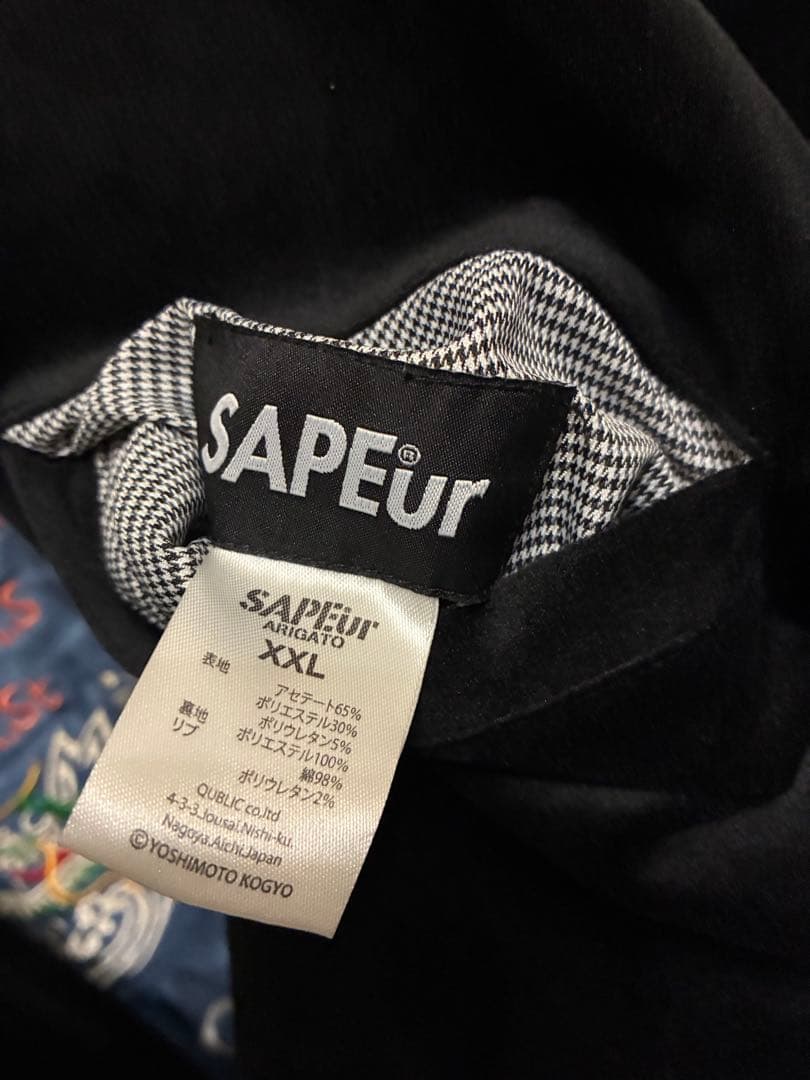 SAPEur®
SAPEur
ARIGATO
XXL
表地 アセテート65%
ポリエステル30%
ポリウレタン5%
裏地 ポリエステル100%
リブ 綿98%
ポリウレタン2%
QUBLIC co,ltd
4-3-3,Jousai,Nishi-ku.
Nagoya,Aichi,Japan
©YOSHIMOTO KOGYO